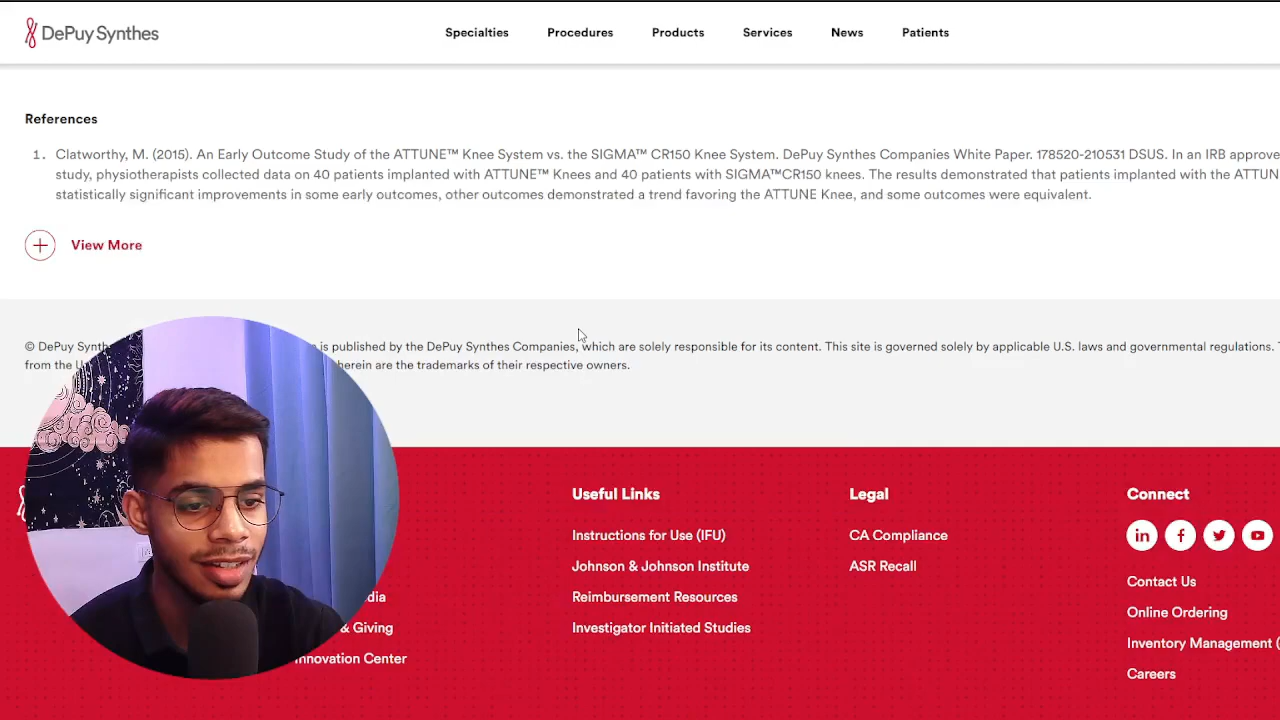 DePuy Synthes
Specialties
Procedures
Products
Services
News
Patients
References
1. Clatworthy, M. (2015). An Early Outcome Study of the ATTUNE™ Knee System vs. the SIGMA™ CR150 Knee System. DePuy Synthes Companies White Paper. 178520-210531 DSUS. In an IRB approve
study, physiotherapists collected data on 40 patients implanted with ATTUNE™ Knees and 40 patients with SIGMA™CR150 knees. The results demonstrated that patients implanted with the ATTUN
statistically significant improvements in some early outcomes, other outcomes demonstrated a trend favoring the ATTUNE Knee, and some outcomes were equivalent.
View More
© DePuy Synth is published by the DePuy Synthes Companies, which are solely responsible for its content. This site is governed solely by applicable U.S. laws and governmental regulations.
from the herein are the trademarks of their respective owners.
& Giving
Innovation Center
Useful Links
Instructions for Use (IFU)
Johnson & Johnson Institute
Reimbursement Resources
Investigator Initiated Studies
Legal
CA Compliance
ASR Recall
Connect
Contact Us
Online Ordering
Inventory Management (
Careers